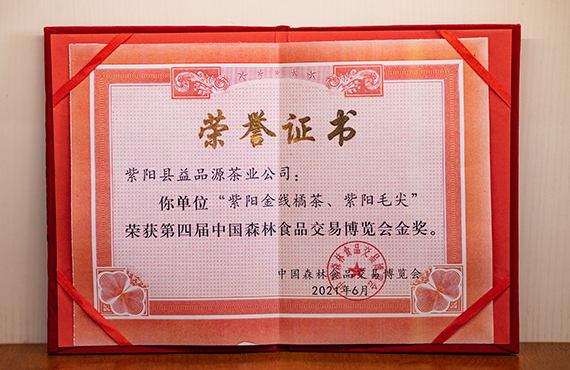 荣誉证书
紫阳县益品源茶业公司：
你单位“紫阳金线橘茶、紫阳毛尖”
荣获第四届中国森林食品交易博览会金奖。
中国森林食品交易博览会
2021年6月